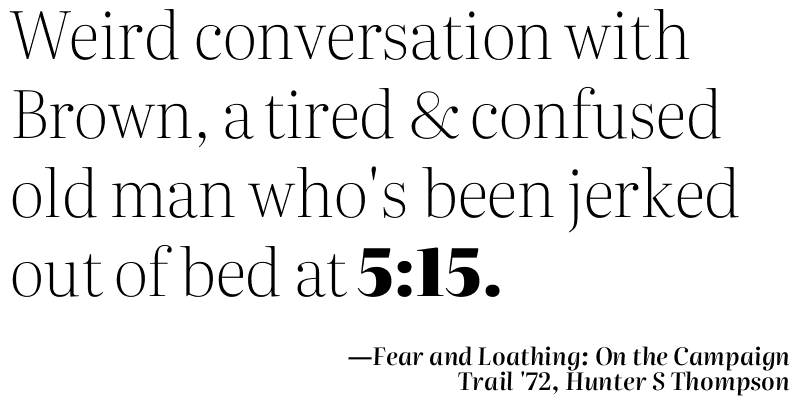 Weird conversation with
Brown, a tired & confused
old man who's been jerked
out of bed at 5:15.
—Fear and Loathing: On the Campaign
Trail '72, Hunter S Thompson